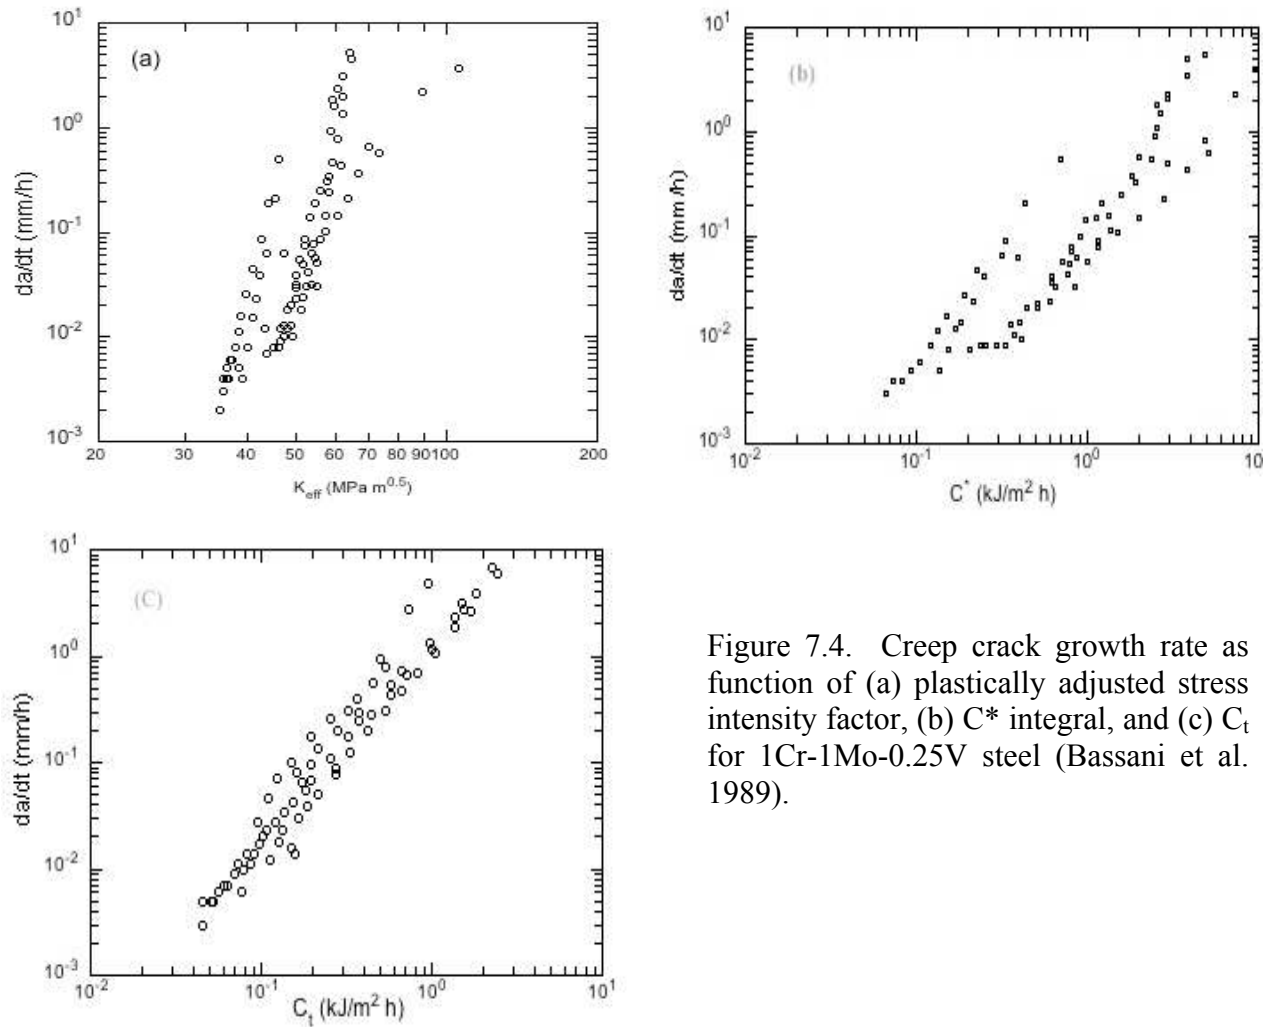 (a)
da/dt (mm/h)
10^1
10^0
10^-1
10^-2
10^-3
20 30 40 50 60 70 80 90100 200
K_eff (MPa m^0.5)
(b)
da/dt (mm/h)
10^1
10^0
10^-1
10^-2
10^-3
10^-2 10^-1 10^0 10
C^* (kJ/m^2 h)
(C)
da/dt (mm/h)
10^1
10^0
10^-1
10^-2
10^-3
10^-2 10^-1 10^0 10^1
C_t (kJ/m^2 h)
Figure 7.4. Creep crack growth rate as
function of (a) plastically adjusted stress
intensity factor, (b) C* integral, and (c) C_t
for 1Cr-1Mo-0.25V steel (Bassani et al.
1989).